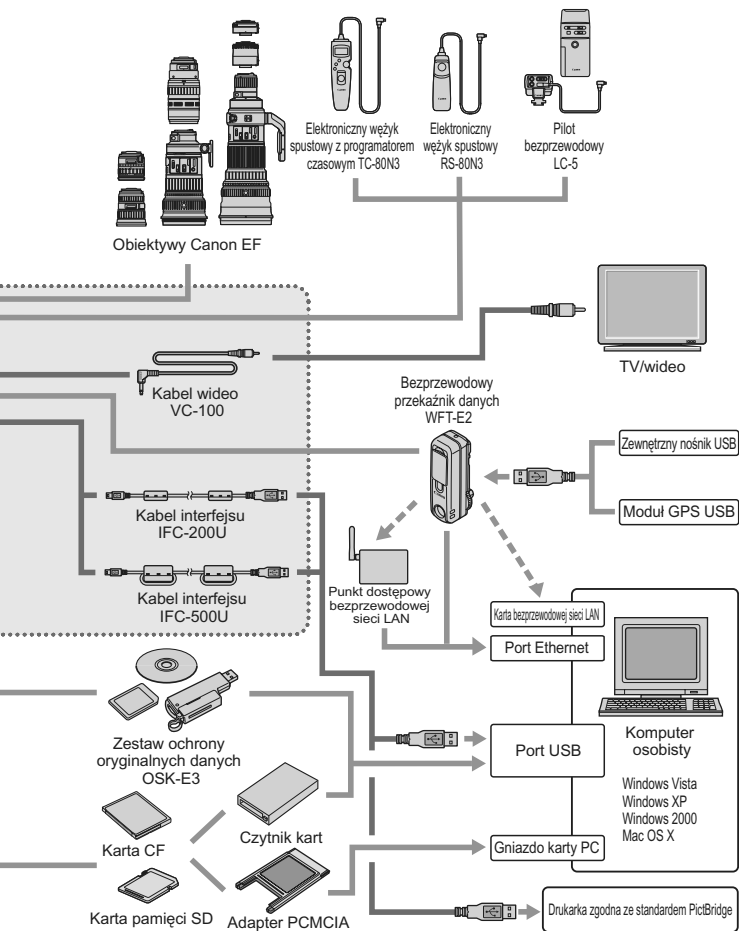 Elektroniczny wężyk
spustowy z programatorem
czasowym TC-80N3
Elektroniczny
wężyk spustowy
RS-80N3
Pilot
bezprzewodowy
LC-5
Obiektywy Canon EF
TV/wideo
Kabel wideo
VC-100
Bezprzewodowy
przekaźnik danych
WFT-E2
Zewnętrzny nośnik USB
Moduł GPS USB
Kabel interfejsu
IFC-200U
Kabel interfejsu
IFC-500U
Punkt dostępowy
bezprzewodowej
sieci LAN
Karta bezprzewodowej sieci LAN
Port Ethernet
Zestaw ochrony
oryginalnych danych
OSK-E3
Port USB
Komputer
osobisty
Windows Vista
Windows XP
Windows 2000
Mac OS X
Karta CF
Czytnik kart
Gniazdo karty PC
Karta pamięci SD
Adapter PCMCIA
Drukarka zgodna ze standardem PictBridge